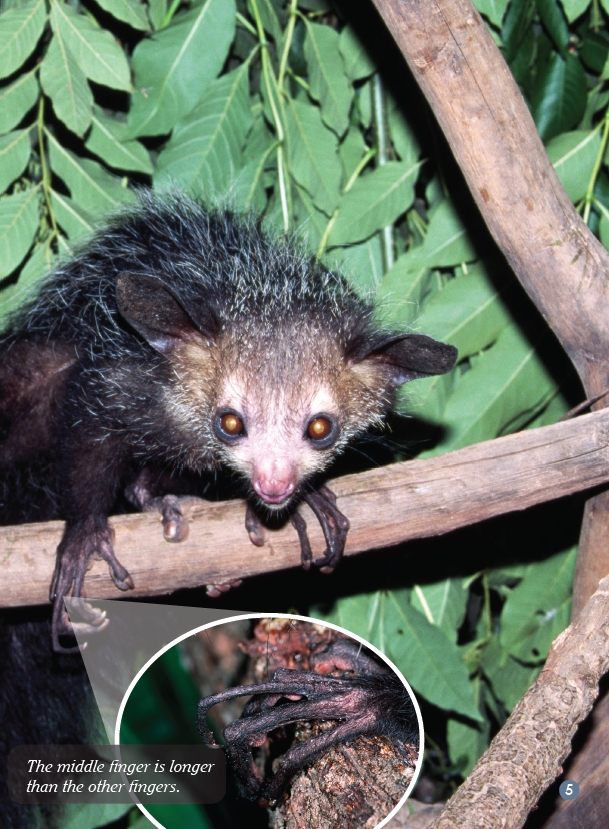 The middle finger is longer
than the other fingers.
5